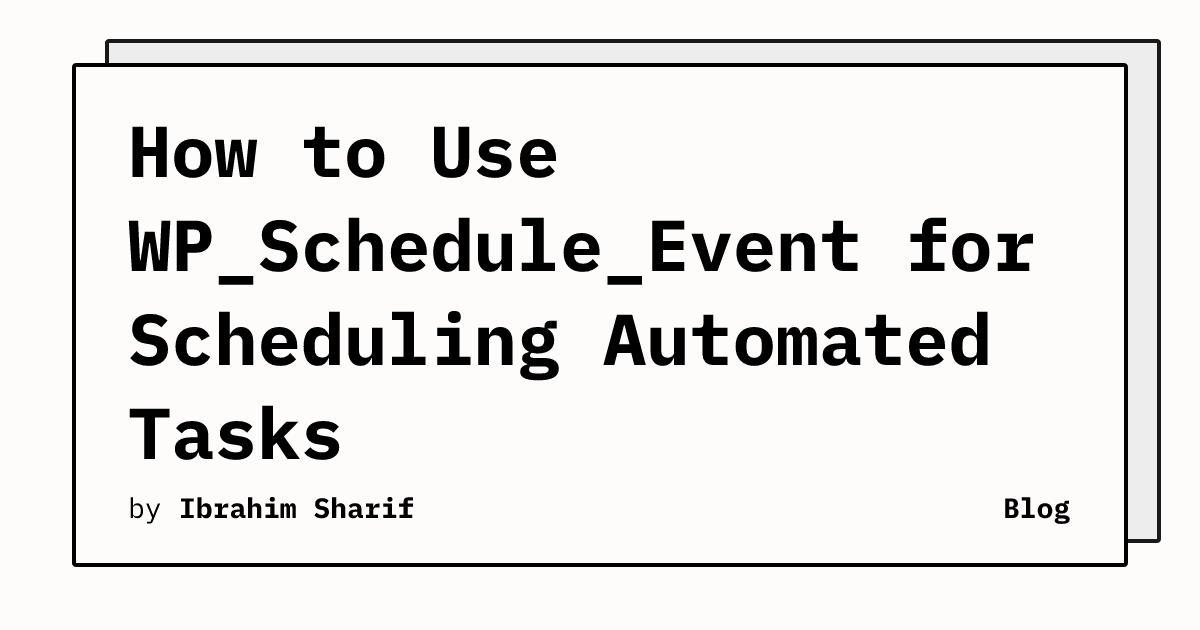 How to Use
WP_Schedule_Event for
Scheduling Automated
Tasks
by Ibrahim Sharif
Blog